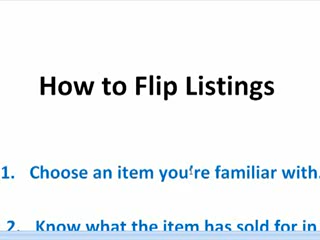 How to Flip Listings
1. Choose an item you're familiar with.
2. Know what the item has sold for in